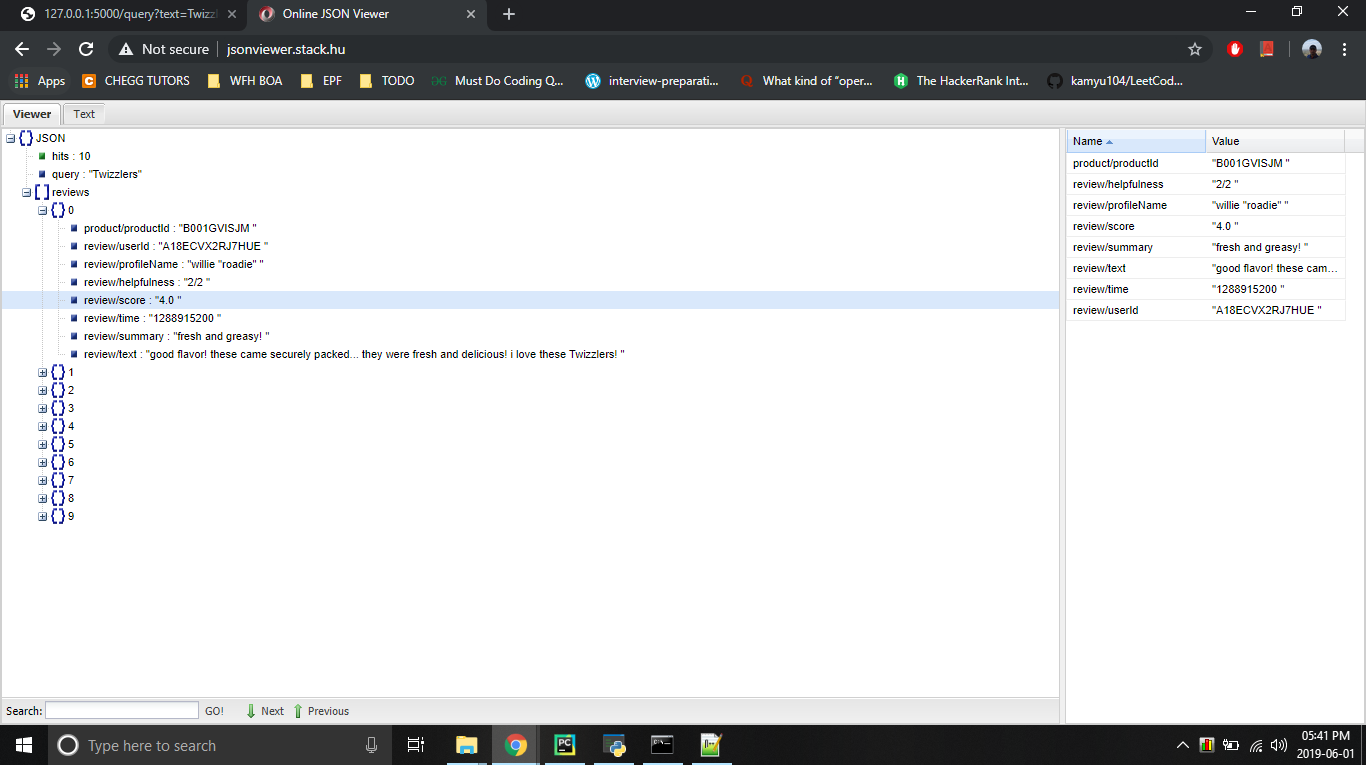 127.0.0.1:5000/query?text=Twizzl
Online JSON Viewer
Not secure
jsonviewer.stack.hu
Apps
CHEGG TUTORS
WFH BOA
EPF
TODO
Must Do Coding Q...
interview-preparati...
What kind of "oper...
The HackerRank Int...
kamyu104/LeetCod...
Viewer
Text
JSON
hits : 10
query : "Twizzlers"
reviews
0
product/productId : "B001GVISJM "
review/userId : "A18ECVX2RJ7HUE "
review/profileName : "willie "roadie" "
review/helpfulness : "2/2 "
review/score : "4.0 "
review/time : "1288915200 "
review/summary : "fresh and greasy! "
review/text : "good flavor! these came securely packed... they were fresh and delicious! i love these Twizzlers! "
1
2
3
4
5
6
7
8
9
Name Value
product/productId "B001GVISJM "
review/helpfulness "2/2 "
review/profileName "willie "roadie" "
review/score "4.0 "
review/summary "fresh and greasy! "
review/text "good flavor! these cam...
review/time "1288915200 "
review/userId "A18ECVX2RJ7HUE "
Search: GO! Next Previous
Type here to search
05:41 PM
2019-06-01